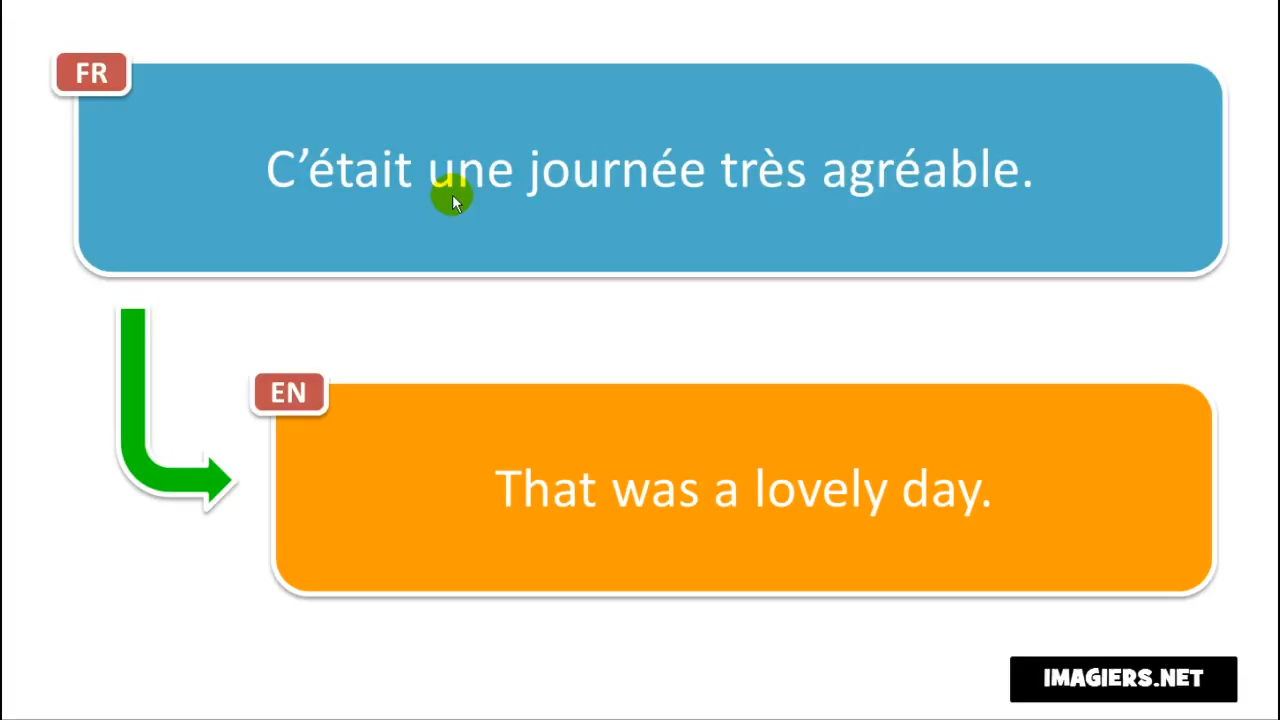 FR
C’était une journée très agréable.
EN
That was a lovely day.
IMAGIERS.NET